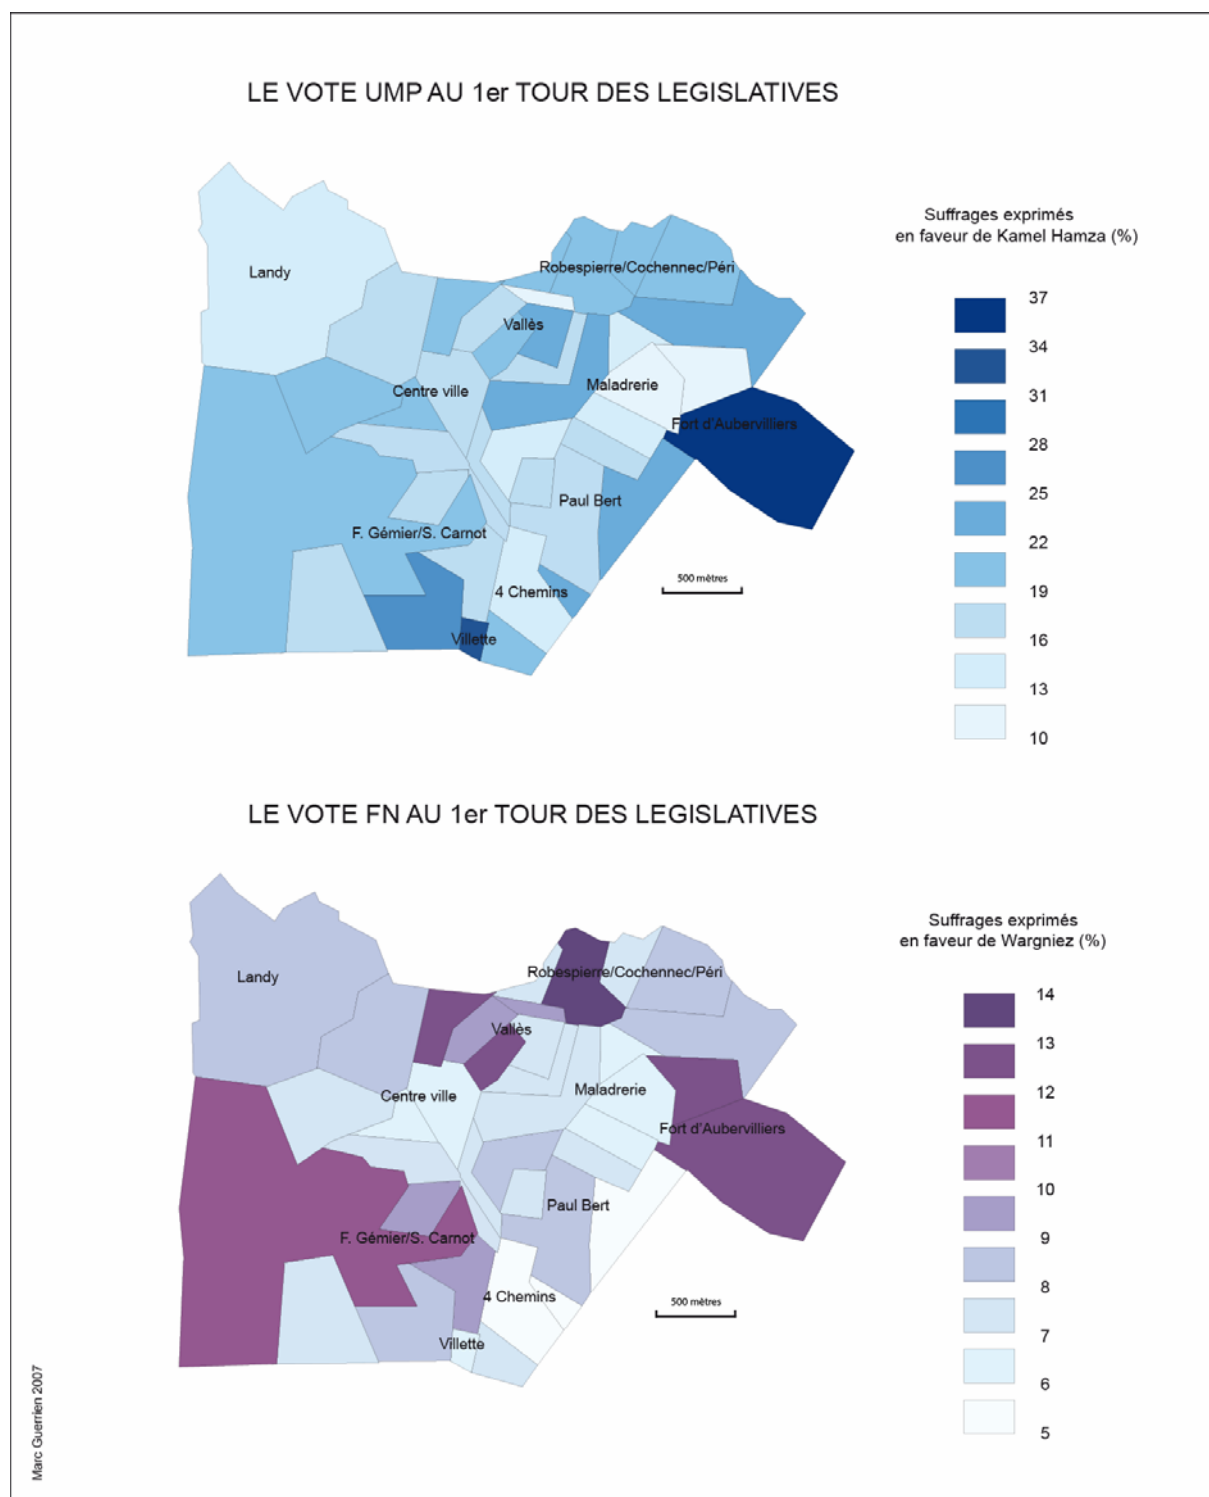 LE VOTE UMP AU 1er TOUR DES LEGISLATIVES
Suffrages exprimés
en faveur de Kamel Hamza (%)
Landy
Robespierre/Cochennec/Péri
Vallès
Centre ville
Maladrerie
Fort d'Aubervilliers
Paul Bert
F. Gémier/S. Carnot
4 Chemins
Villette
500 mètres
37
34
31
28
25
22
19
16
13
10
LE VOTE FN AU 1er TOUR DES LEGISLATIVES
Suffrages exprimés
en faveur de Wargniez (%)
Landy
Robespierre/Cochennec/Péri
Vallès
Centre ville
Maladrerie
Fort d'Aubervilliers
Paul Bert
F. Gémier/S. Carnot
4 Chemins
Villette
500 mètres
14
13
12
11
10
9
8
7
6
5
Marc Guerrien 2007